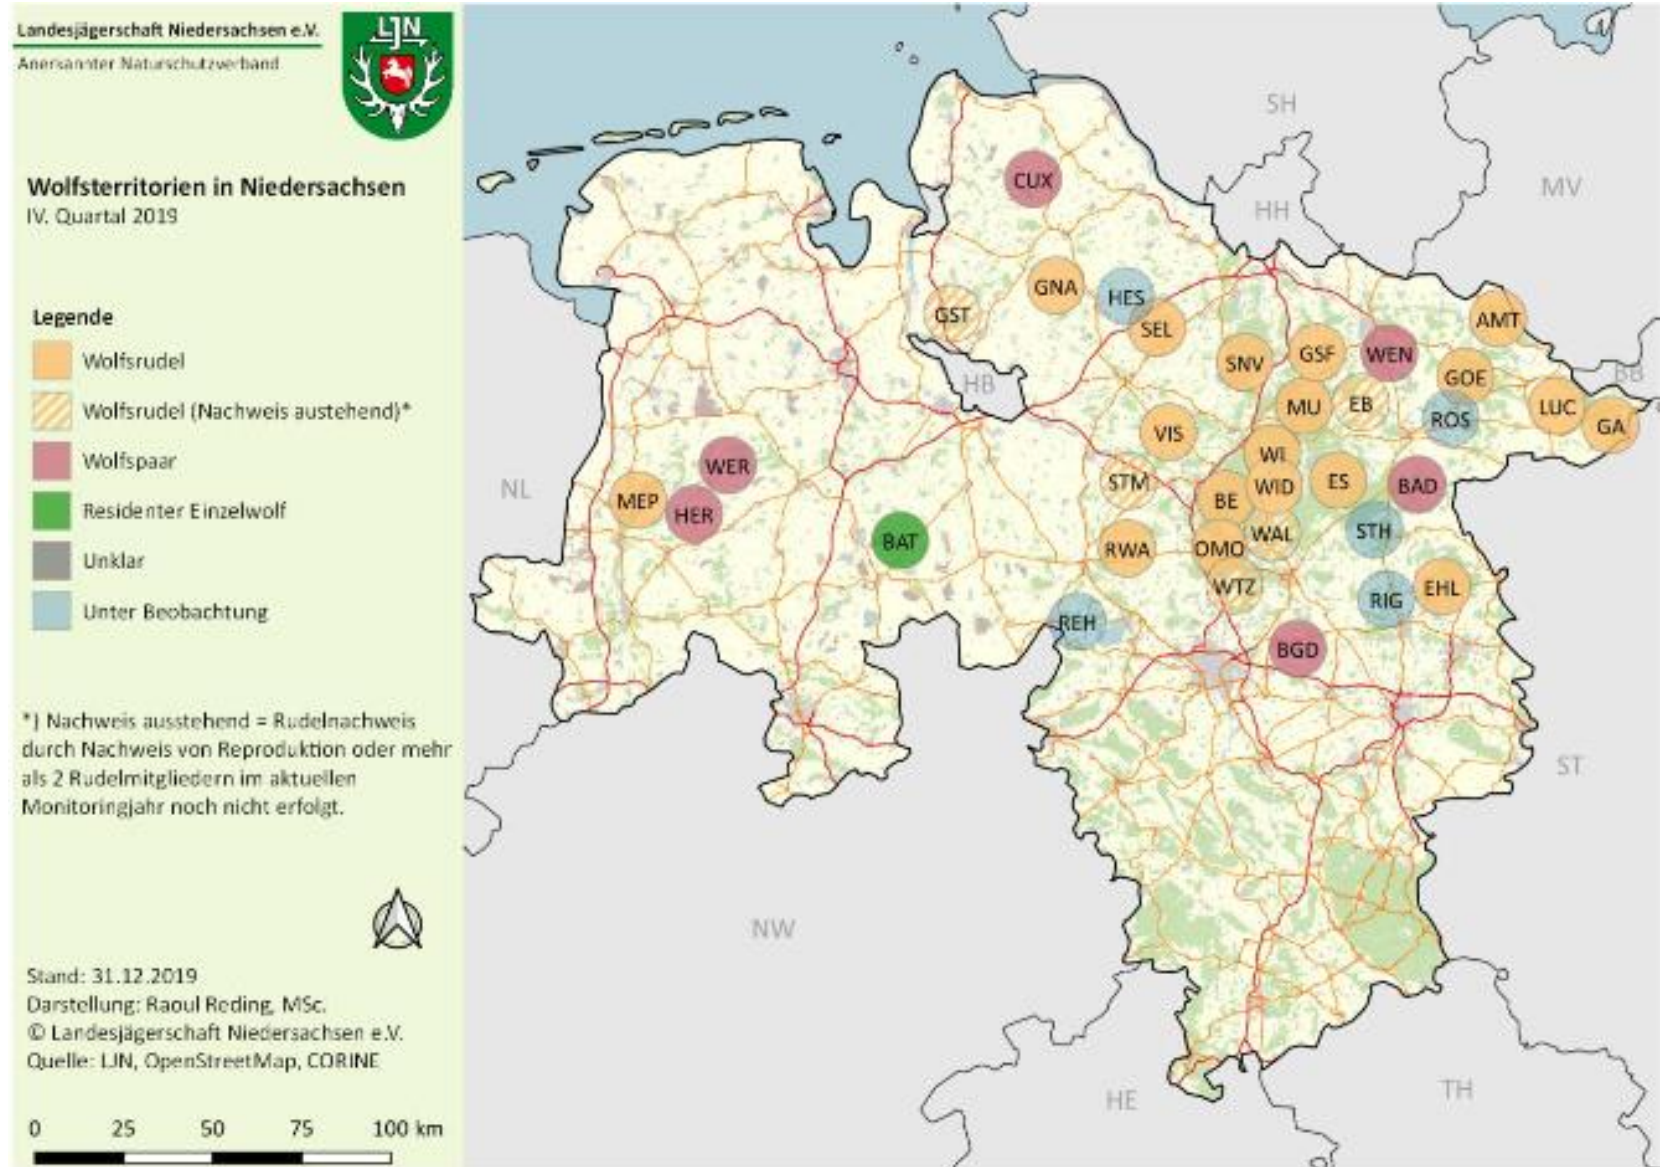 Landesjägerschaft Niedersachsen e.V.
Anerkannter Naturschutzverband
LJN
Wolfsterritorien in Niedersachsen
IV. Quartal 2019
Legende
Wolfsrudel
Wolfsrudel (Nachweis austehend)*
Wolfspaar
Residenter Einzelwolf
Unklar
Unter Beobachtung
*) Nachweis ausstehend = Rudelnachweis
durch Nachweis von Reproduktion oder mehr
als 2 Rudelmitgliedern im aktuellen
Monitoringjahr noch nicht erfolgt.
Stand: 31.12.2019
Darstellung: Raoul Reding, MSc.
© Landesjägerschaft Niedersachsen e.V.
Quelle: LJN, OpenStreetMap, CORINE
0 25 50 75 100 km
SH
MV
HH
CUX
GNA
HES
GST
SEL
AMT
SNV
GSF
WEN
BB
HB
GOE
MU
EB
ROS
LUC
GA
VIS
WI
WER
STM
BE
WID
ES
BAD
NL
MEP
HER
BAT
RWA
OMO
WAL
STH
WTZ
RIG
EHL
REH
BGD
ST
NW
HE
TH